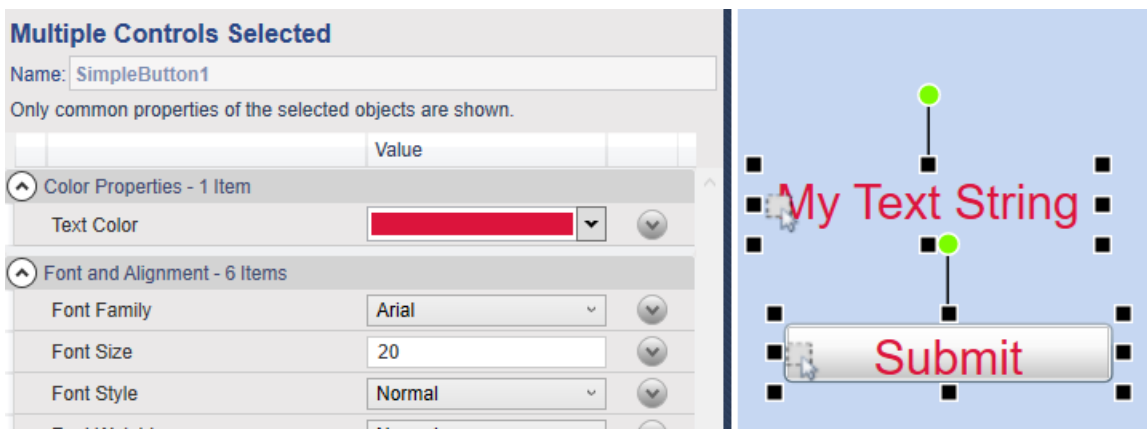 Multiple Controls Selected
Name: SimpleButton1
Only common properties of the selected objects are shown.
Value
Color Properties - 1 Item
Text Color
Font and Alignment - 6 Items
Font Family Arial
Font Size 20
Font Style Normal
My Text String
Submit